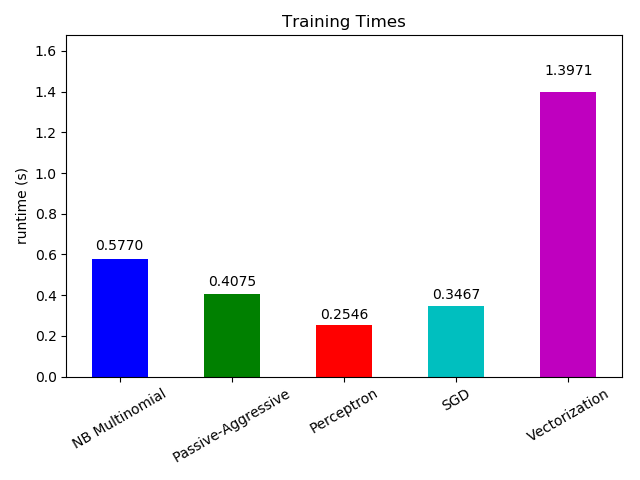 Training Times
runtime (s)
1.6
1.4
1.2
1.0
0.8
0.6
0.4
0.2
0.0
0.5770
0.4075
0.2546
0.3467
1.3971
NB Multinomial
Passive-Aggressive
Perceptron
SGD
Vectorization